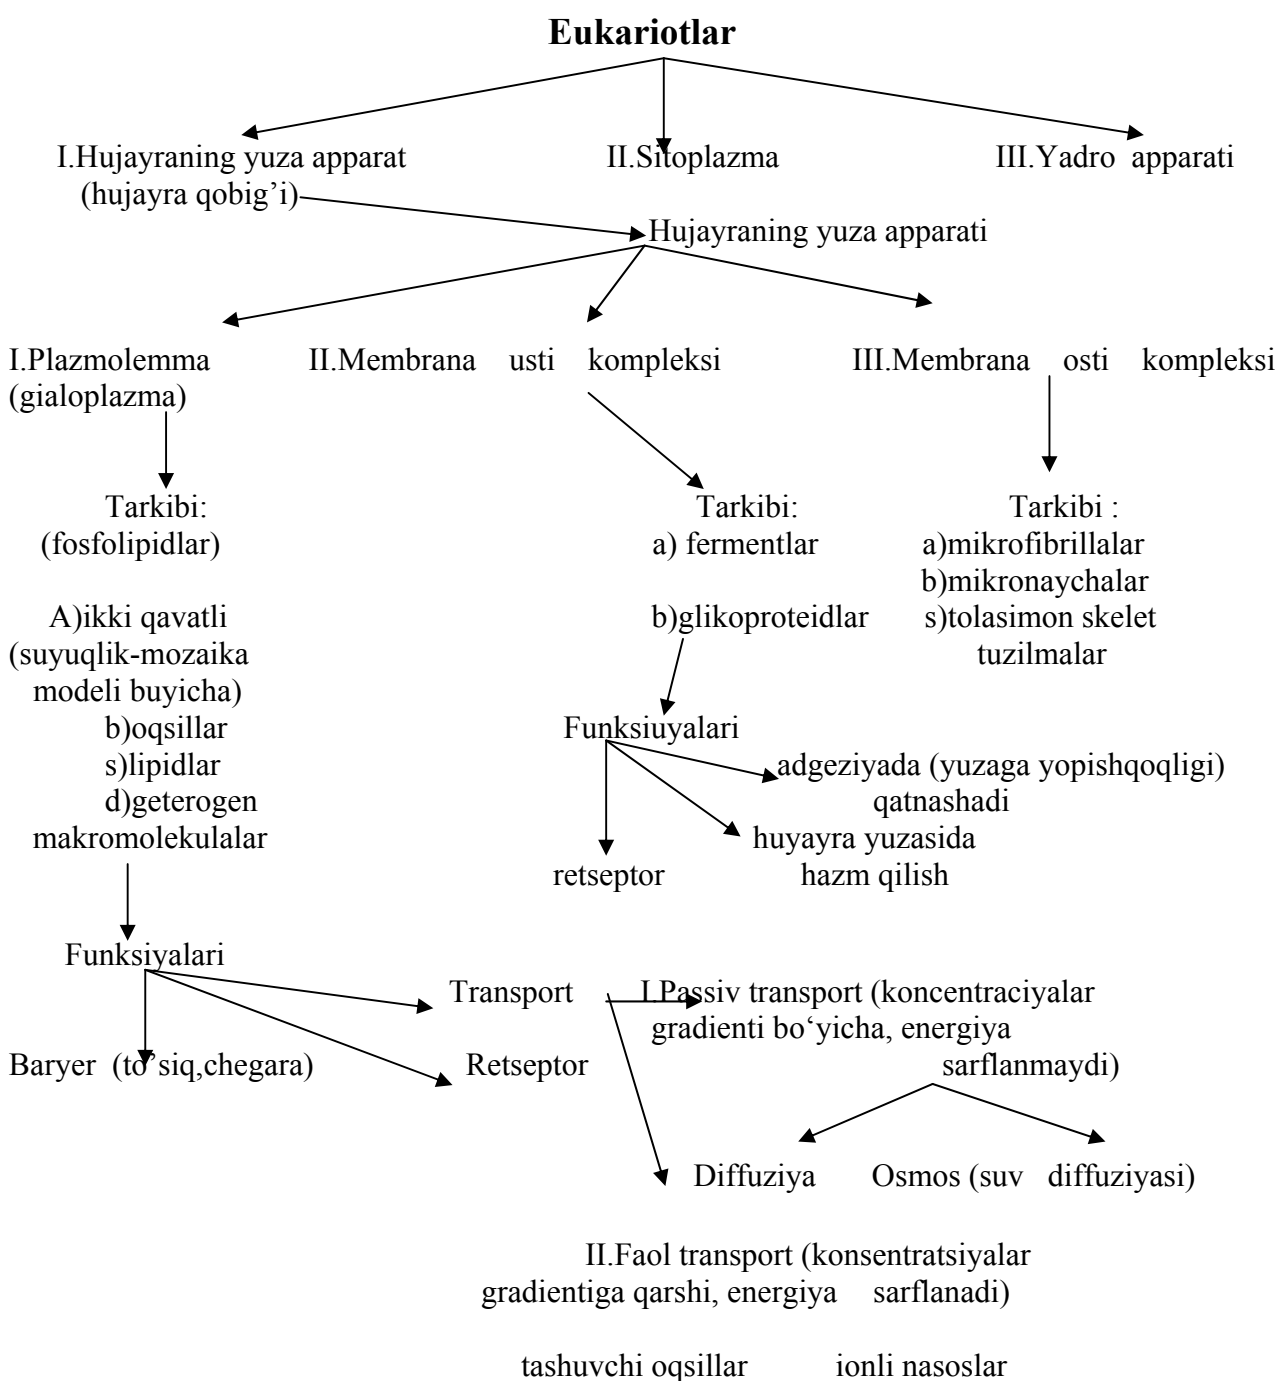 Eukariotlar
I.Hujayraning yuza apparat II.Sitoplazma III.Yadro apparati
(hujayra qobig’i)
Hujayraning yuza apparati
I.Plazmolemma II.Membrana usti kompleksi III.Membrana osti kompleksi
(gialoplazma)
Tarkibi: Tarkibi: Tarkibi :
(fosfolipidlar) a) fermentlar a)mikrofibrillalar
b)mikronaychalar
A)ikki qavatli b)glikoproteidlar s)tolasimon skelet
(suyuqlik-mozaika tuzilmalar
modeli buyicha)
b)oqsillar Funksiuyalari
s)lipidlar adgeziyada (yuzaga yopishqoqligi)
d)geterogen qatnashadi
makromolekulalar huyayra yuzasida
retseptor hazm qilish
Funksiyalari
Transport I.Passiv transport (koncentraciyalar
gradienti bo‘yicha, energiya
Baryer (to’siq,chegara) Retseptor sarflanmaydi)
Diffuziya Osmos (suv diffuziyasi)
II.Faol transport (konsentratsiyalar
gradientiga qarshi, energiya sarflanadi)
tashuvchi oqsillar ionli nasoslar